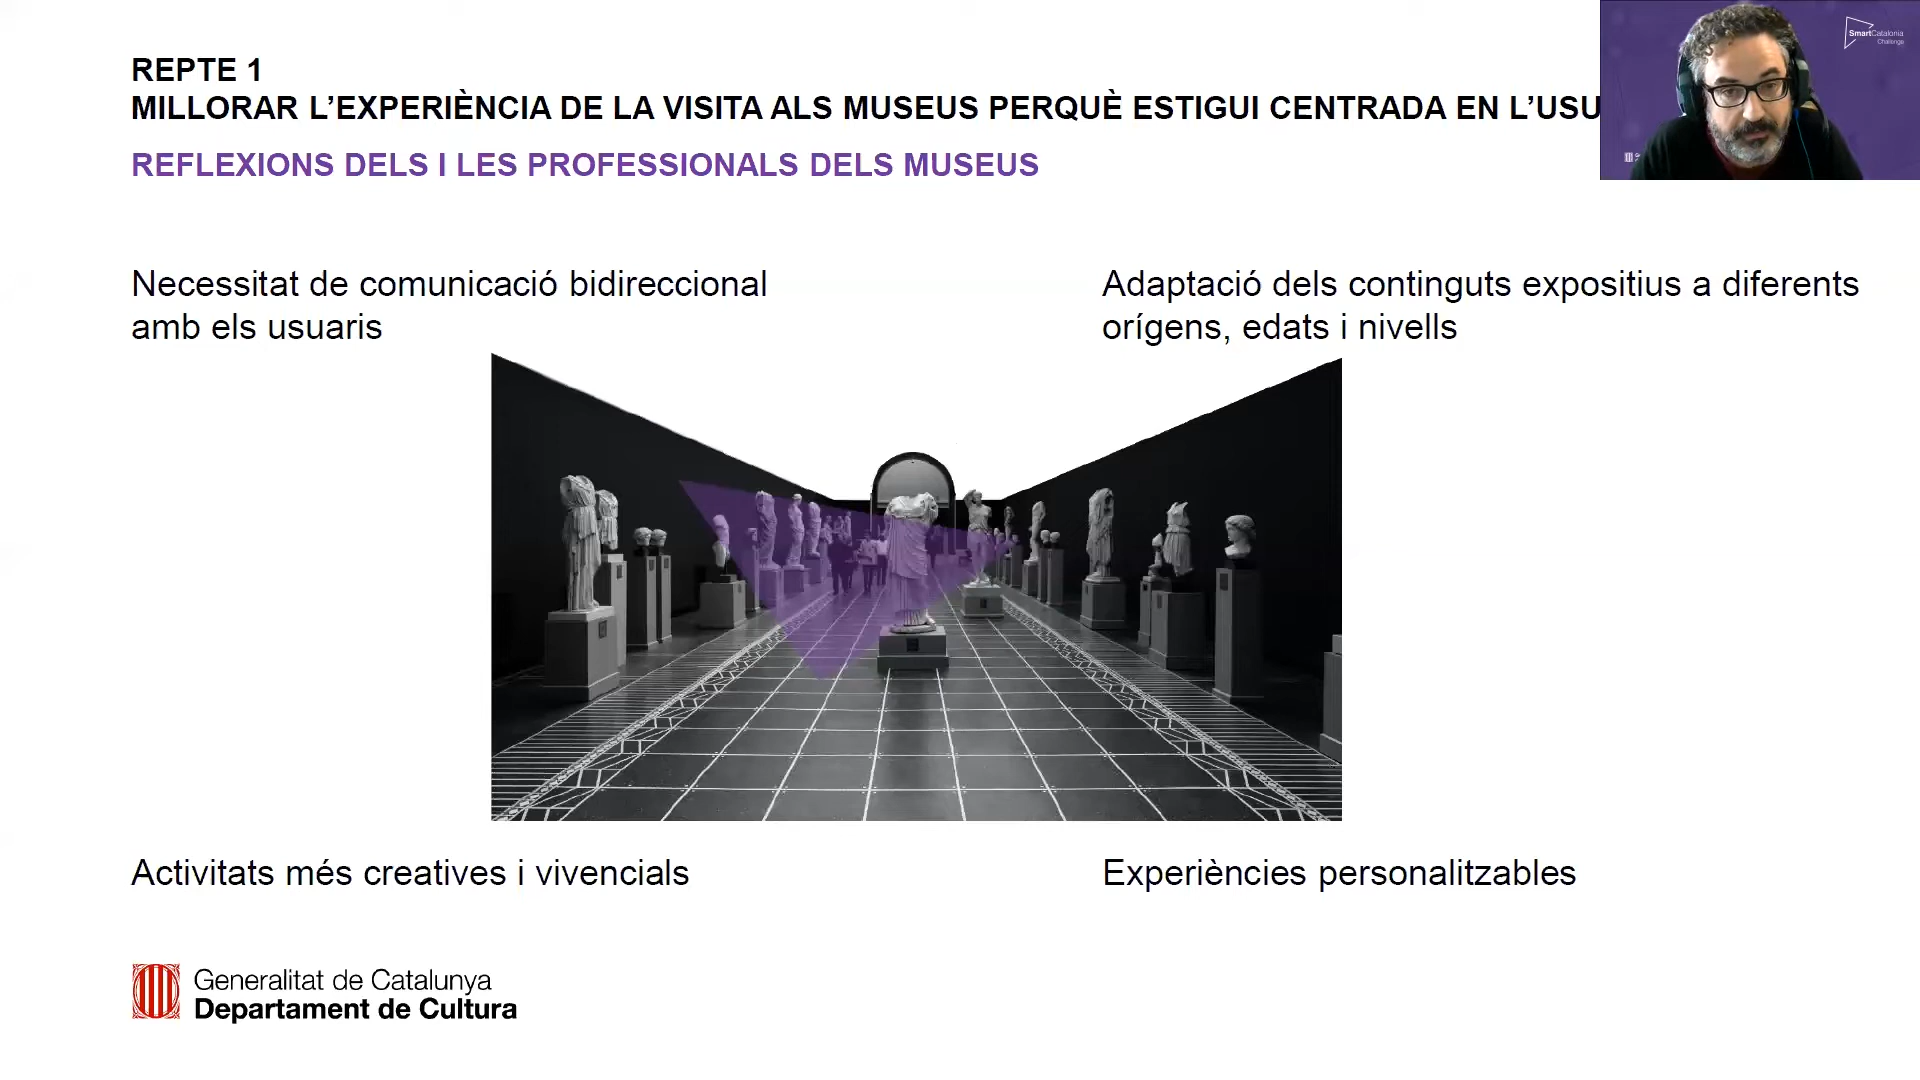 REPTE 1
MILLORAR L’EXPERIÈNCIA DE LA VISITA ALS MUSEUS PERQUÈ ESTIGUI CENTRADA EN L’USU
REFLEXIONS DELS I LES PROFESSIONALS DELS MUSEUS
SmartCatalonia
Challenge
Necessitat de comunicació bidireccional
amb els usuaris
Adaptació dels continguts expositius a diferents
orígens, edats i nivells
Activitats més creatives i vivencials
Experiències personalitzables
Generalitat de Catalunya
Departament de Cultura